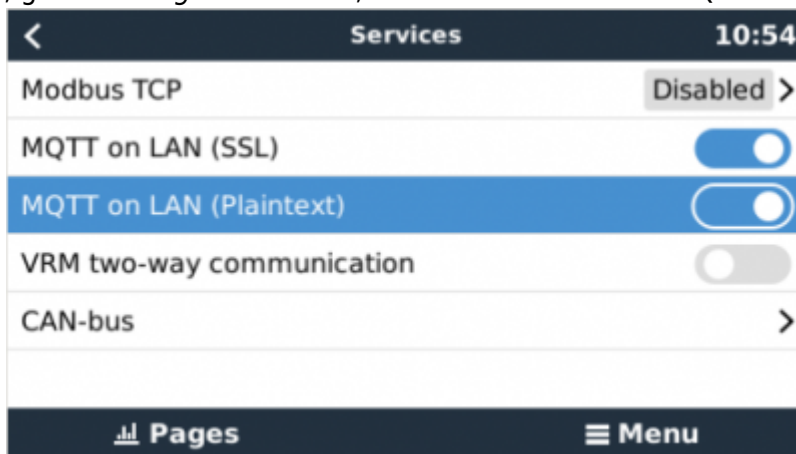 Services 10:54
Modbus TCP Disabled
MQTT on LAN (SSL)
MQTT on LAN (Plaintext)
VRM two-way communication
CAN-bus
Pages Menu